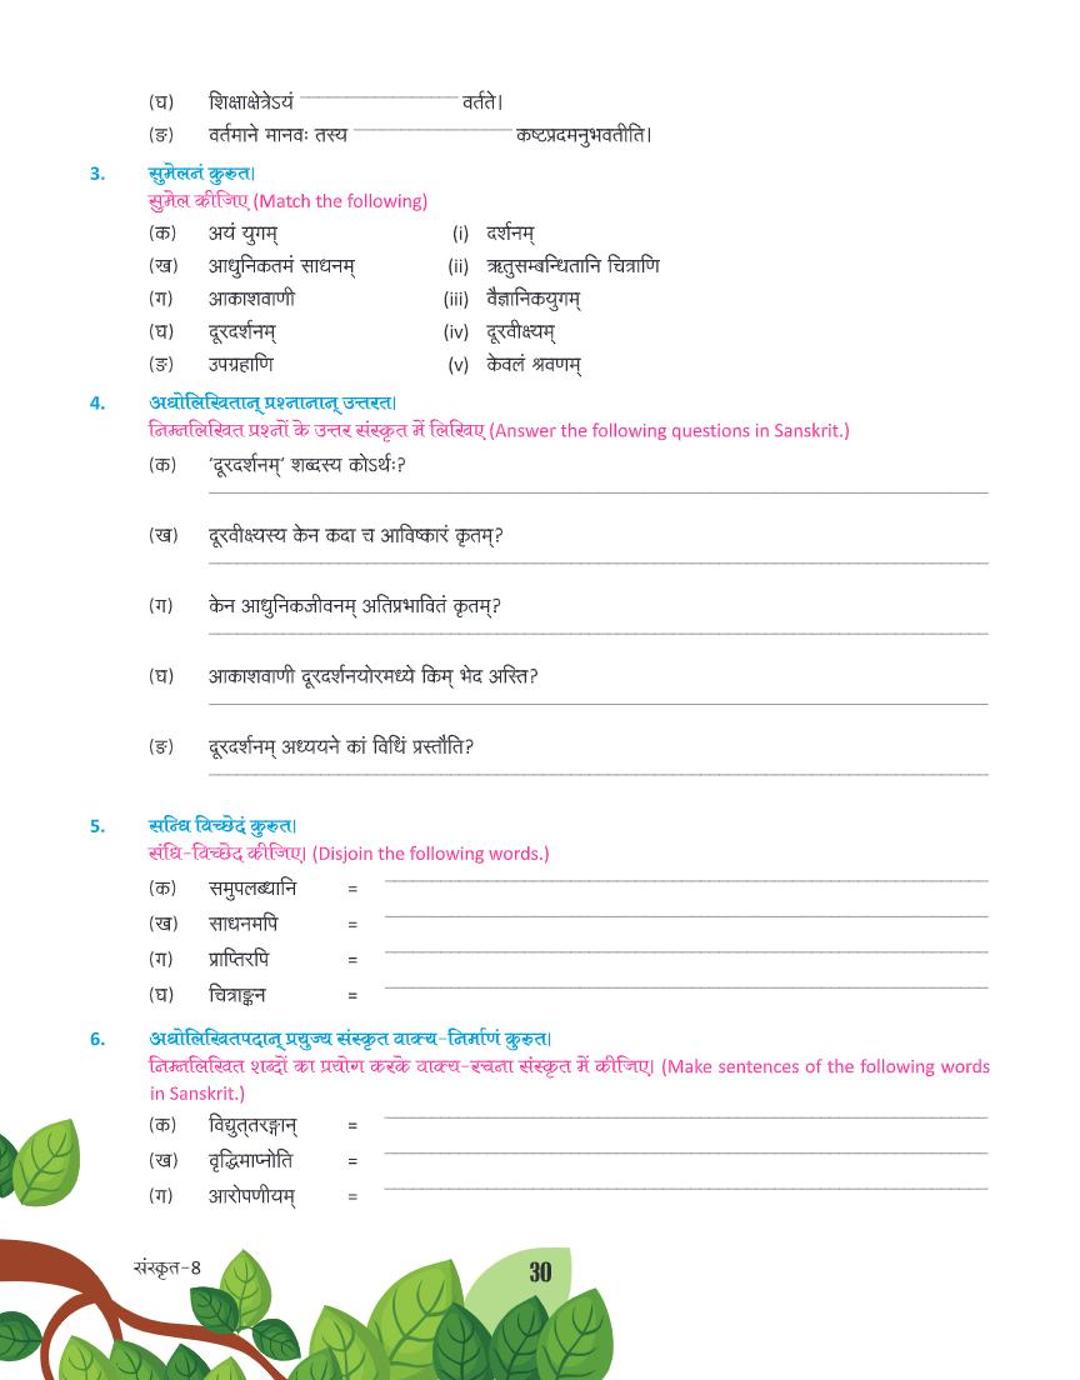 (घ) शिक्षाक्षेत्रेऽयं वर्तते।
(ङ) वर्तमाने मानवः तस्य कष्टप्रदमनुभवतीति।
3. सुमेलनं कुरुत।
सुमेल कीजिए (Match the following)
(क) अयं युगम् (i) दर्शनम्
(ख) आधुनिकतमं साधनम् (ii) ऋतुसम्बन्धितानि चित्राणि
(ग) आकाशवाणी (iii) वैज्ञानिकयुगम्
(घ) दूरदर्शनम् (iv) दूरवीक्ष्यम्
(ङ) उपग्रहाणि (v) केवलं श्रवणम्
4. अधोलिखितान् प्रश्नानान् उत्तरत।
निम्नलिखित प्रश्नों के उत्तर संस्कृत में लिखिए (Answer the following questions in Sanskrit.)
(क) 'दूरदर्शनम्' शब्दस्य कोऽर्थः?
(ख) दूरवीक्ष्यस्य केन कदा च आविष्कारं कृतम्?
(ग) केन आधुनिकजीवनम् अतिप्रभावितं कृतम्?
(घ) आकाशवाणी दूरदर्शनयोरमध्ये किम् भेद अस्ति?
(ङ) दूरदर्शनम् अध्ययने कां विधिं प्रस्तौति?
5. सन्धि विच्छेदं कुरुत।
संधि-विच्छेद कीजिए। (Disjoin the following words.)
(क) समुपलब्धानि =
(ख) साधनमपि =
(ग) प्राप्तिरपि =
(घ) चित्राङ्कन =
6. अधोलिखितपदान् प्रयुज्य संस्कृत वाक्य-निर्माणं कुरुत।
निम्नलिखित शब्दों का प्रयोग करके वाक्य-रचना संस्कृत में कीजिए। (Make sentences of the following words
in Sanskrit.)
(क) विद्युत्‌तरङ्गान् =
(ख) वृद्धिमाप्नोति =
(ग) आरोपणीयम् =
संस्कृत-8 30